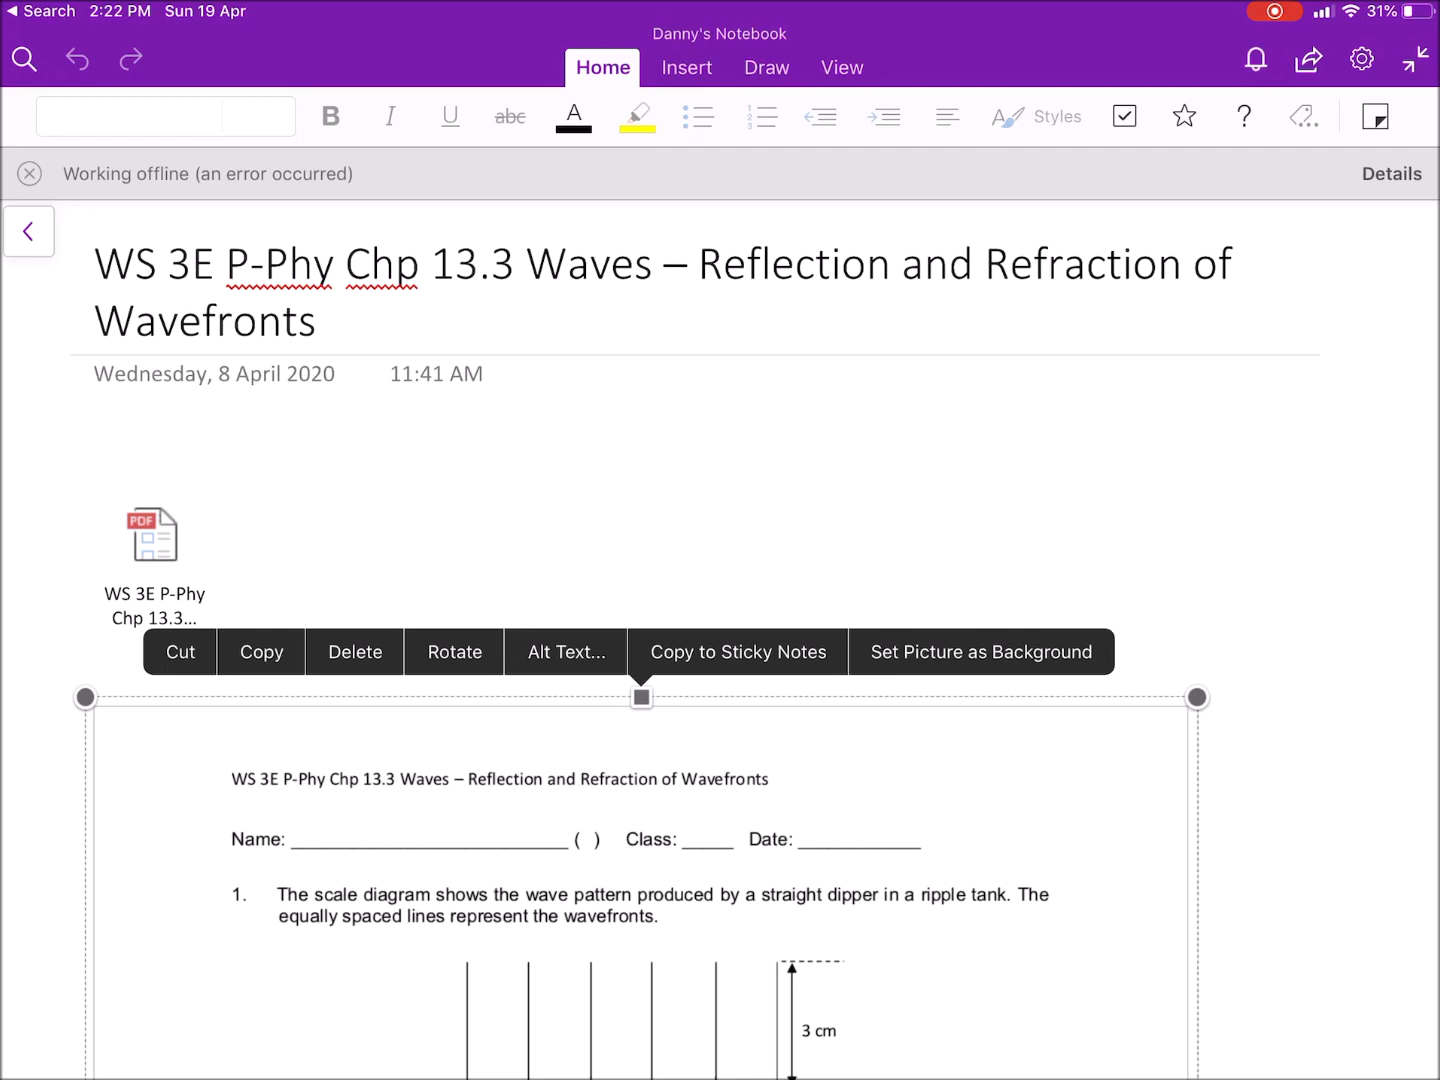 Search 2:22 PM Sun 19 Apr 31%
Danny's Notebook
Home Insert Draw View
B I U abc A Styles ?
Working offline (an error occurred) Details
WS 3E P-Phy Chp 13.3 Waves – Reflection and Refraction of
Wavefronts
Wednesday, 8 April 2020 11:41 AM
PDF
WS 3E P-Phy
Chp 13.3...
Cut Copy Delete Rotate Alt Text... Copy to Sticky Notes Set Picture as Background
WS 3E P-Phy Chp 13.3 Waves – Reflection and Refraction of Wavefronts
Name: ____________________________ ( ) Class: _____ Date: ____________
1. The scale diagram shows the wave pattern produced by a straight dipper in a ripple tank. The
equally spaced lines represent the wavefronts.
3 cm